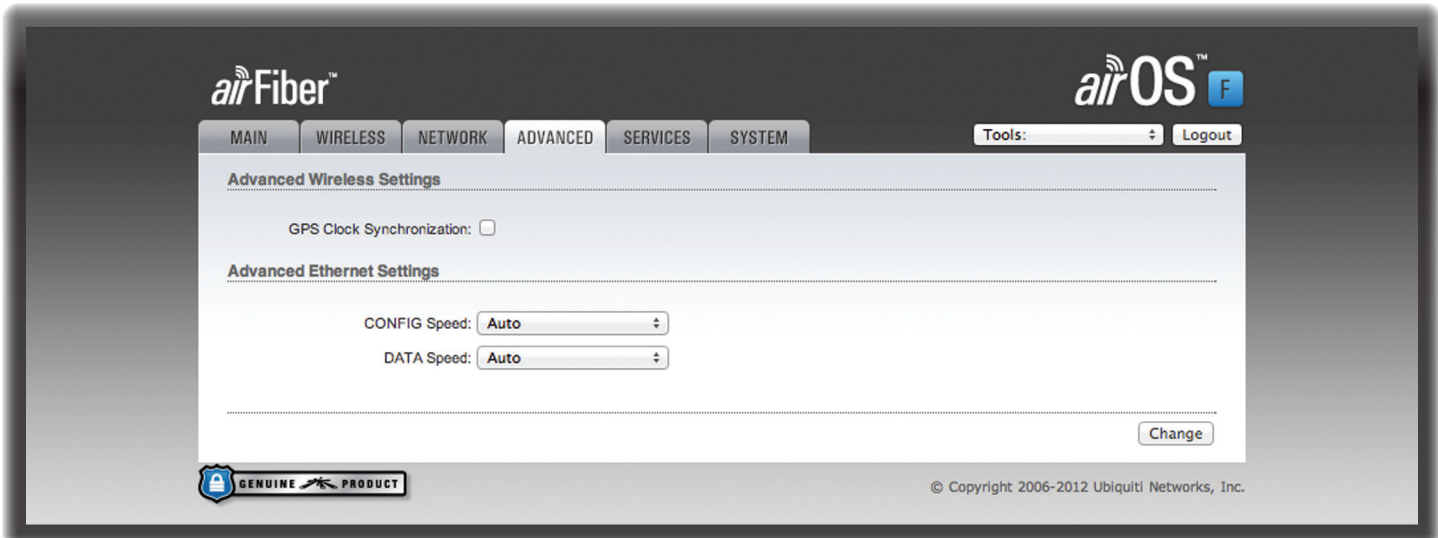 airFiber™
airOS™ F
MAIN WIRELESS NETWORK ADVANCED SERVICES SYSTEM Tools: Logout
Advanced Wireless Settings
GPS Clock Synchronization:
Advanced Ethernet Settings
CONFIG Speed: Auto
DATA Speed: Auto
Change
GENUINE PRODUCT
© Copyright 2006-2012 Ubiquiti Networks, Inc.